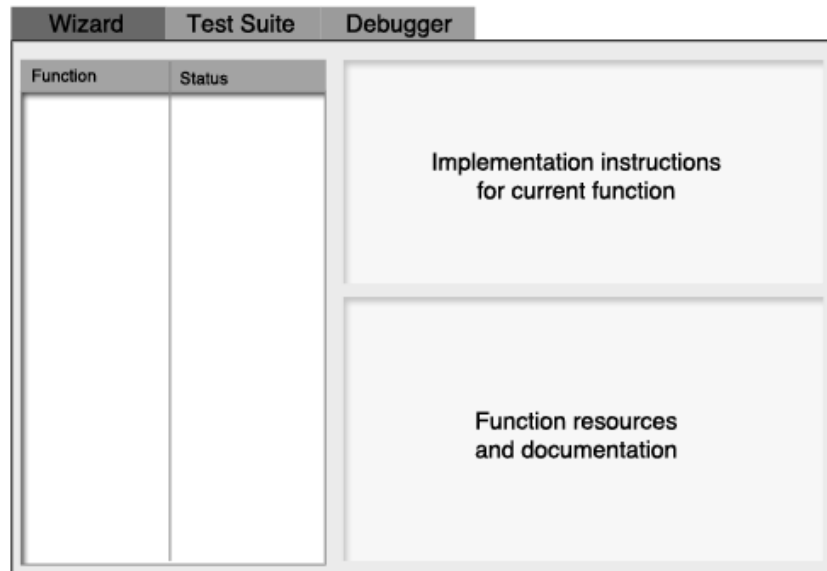 Wizard Test Suite Debugger
Function Status
Implementation instructions
for current function
Function resources
and documentation